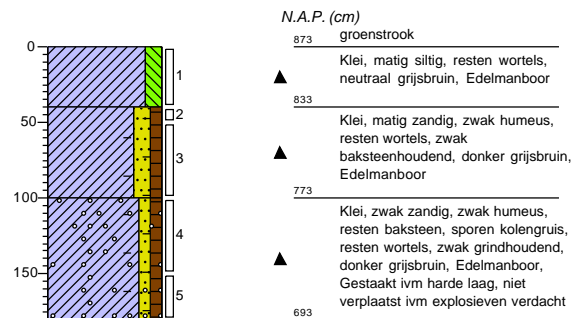 N.A.P. (cm)
0
873
groenstrook
1
Klei, matig siltig, resten wortels,
neutraal grijsbruin, Edelmanboor
833
50
2
3
Klei, matig zandig, zwak humeus,
resten wortels, zwak
baksteenhoudend, donker grijsbruin,
Edelmanboor
773
100
4
Klei, zwak zandig, zwak humeus,
resten baksteen, sporen kolengruis,
resten wortels, zwak grindhoudend,
donker grijsbruin, Edelmanboor,
Gestaakt ivm harde laag, niet
verplaatst ivm explosieven verdacht
150
5
693